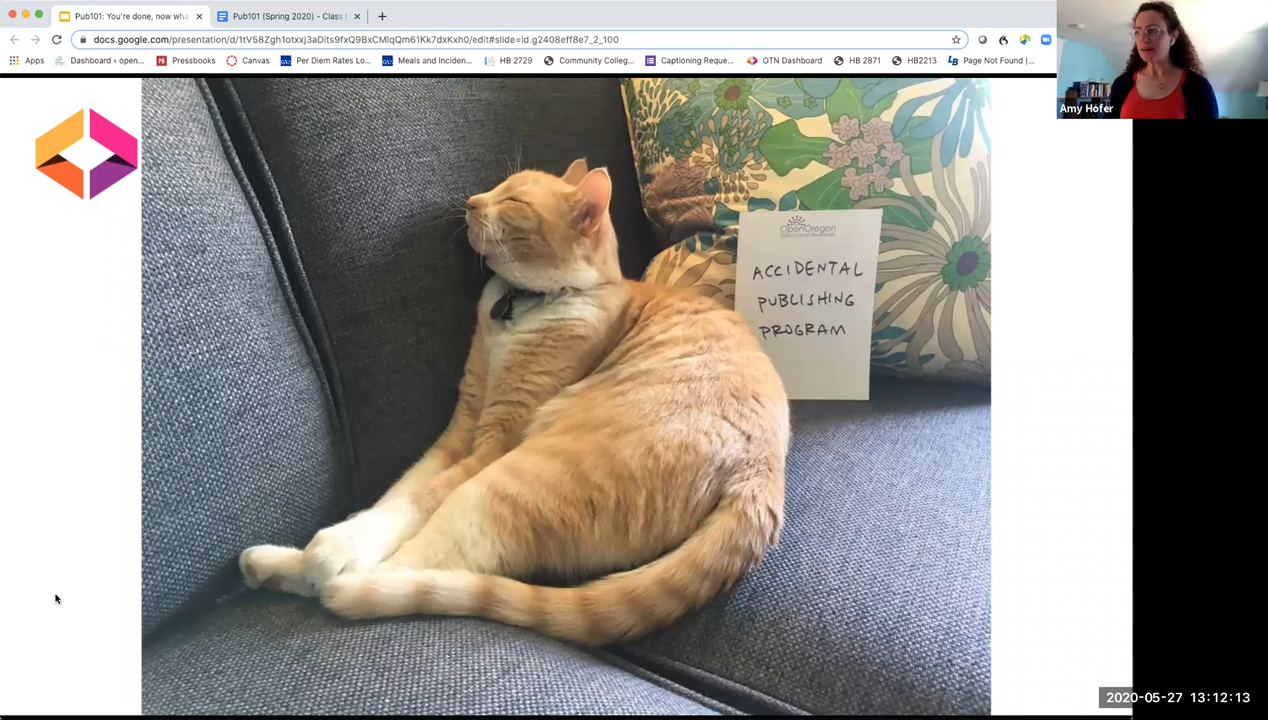 Pub101: You're done, now wha
Pub101 (Spring 2020) - Class
docs.google.com/presentation/d/1tV58Zgh1otxxj3aDits9fxQ9BxCMlqQm61Kk7dxKxh0/edit#slide=id.g2408eff8e7_2_100
Apps
Dashboard ‹ open...
Pressbooks
Canvas
Per Diem Rates Lo...
Meals and Inciden...
HB 2729
Community Colleg...
Captioning Reque...
OTN Dashboard
HB 2871
HB2213
Page Not Found |...
Amy Hofer
OpenOregon
Educational Resources
ACCIDENTAL
PUBLISHING
PROGRAM
2020-05-27 13:12:13